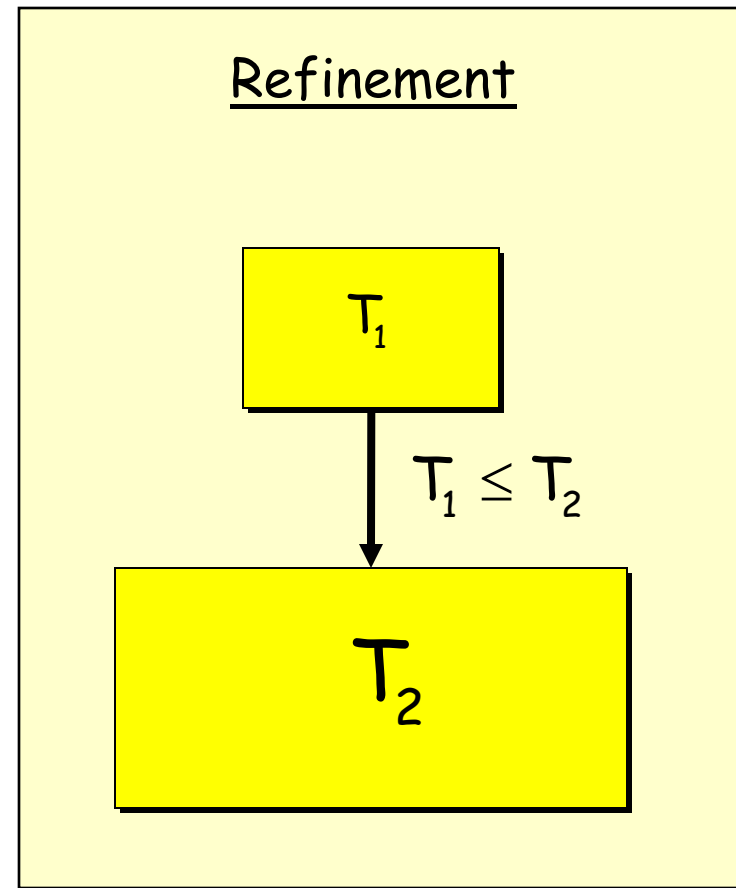 Refinement
T₁
T₁ ≤ T₂
T₂